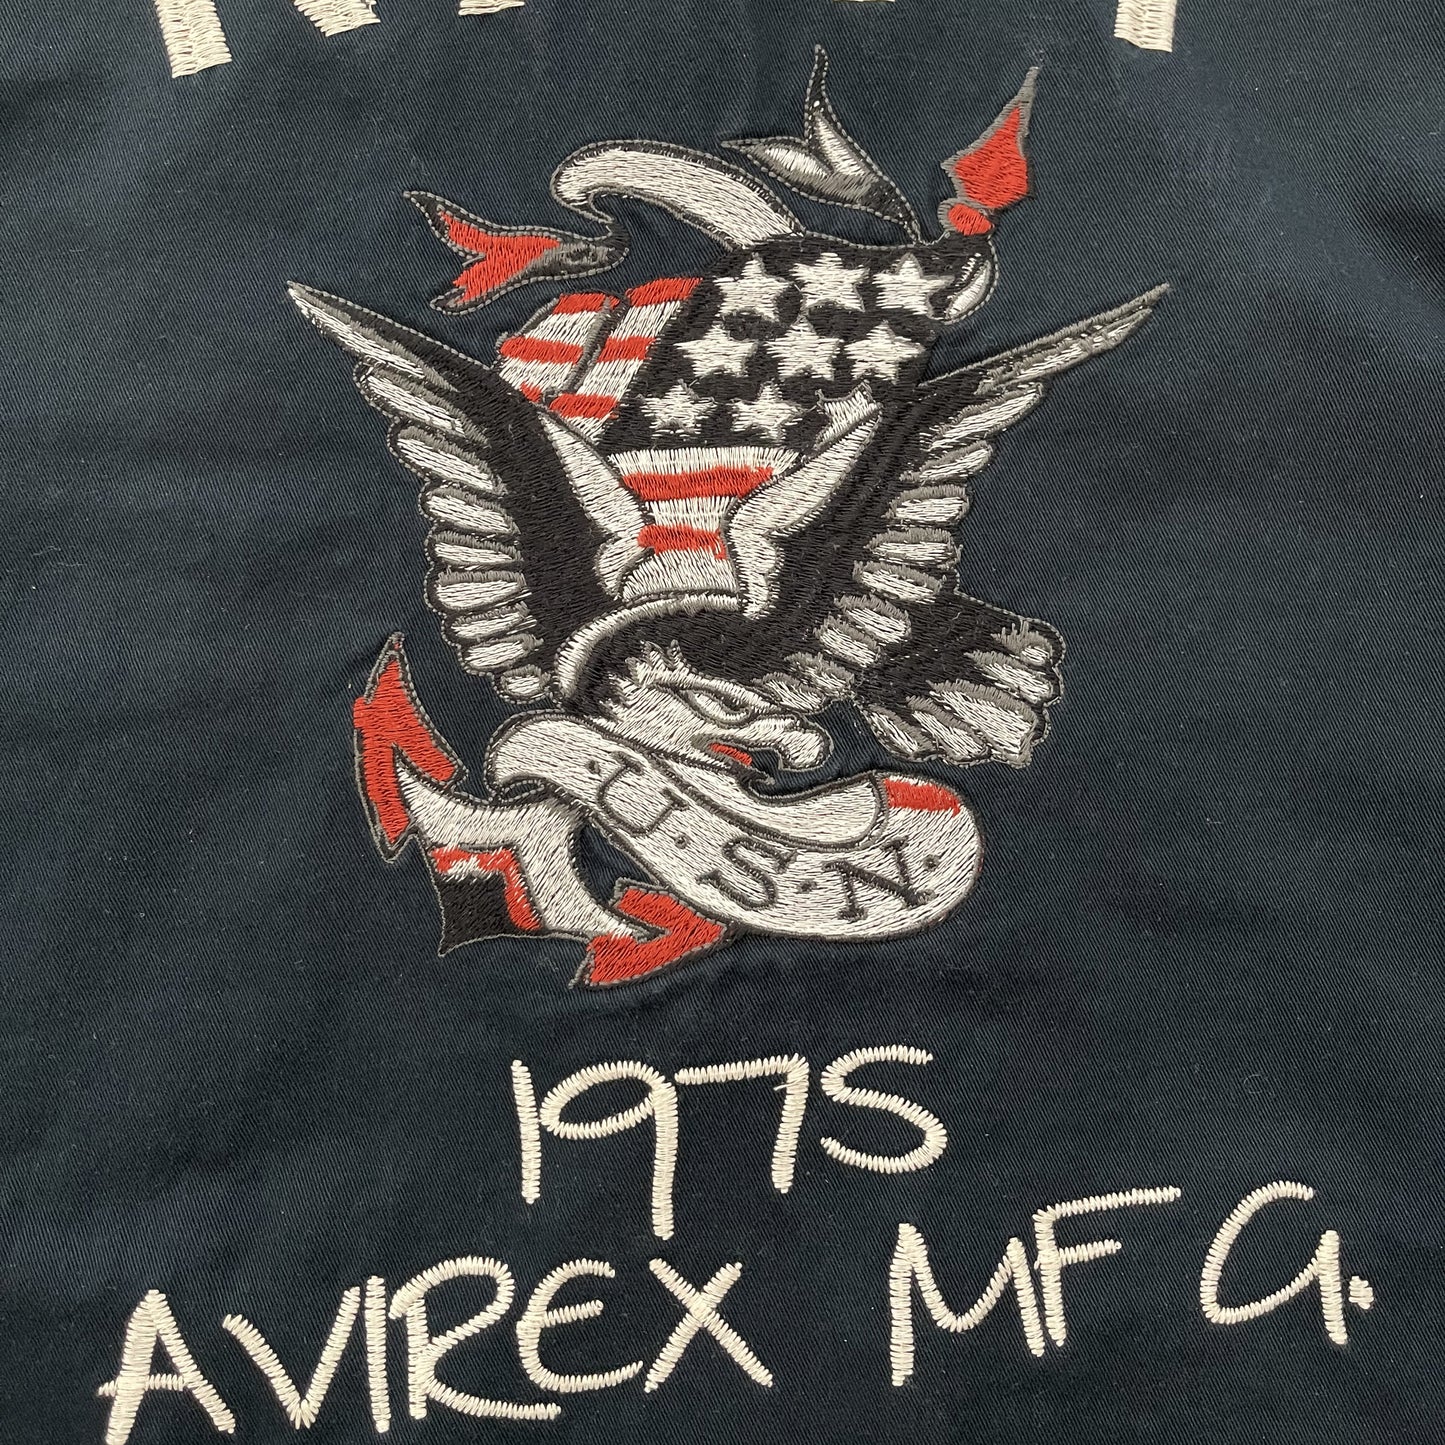 U.S.N.
1975
AVIREX MFG.